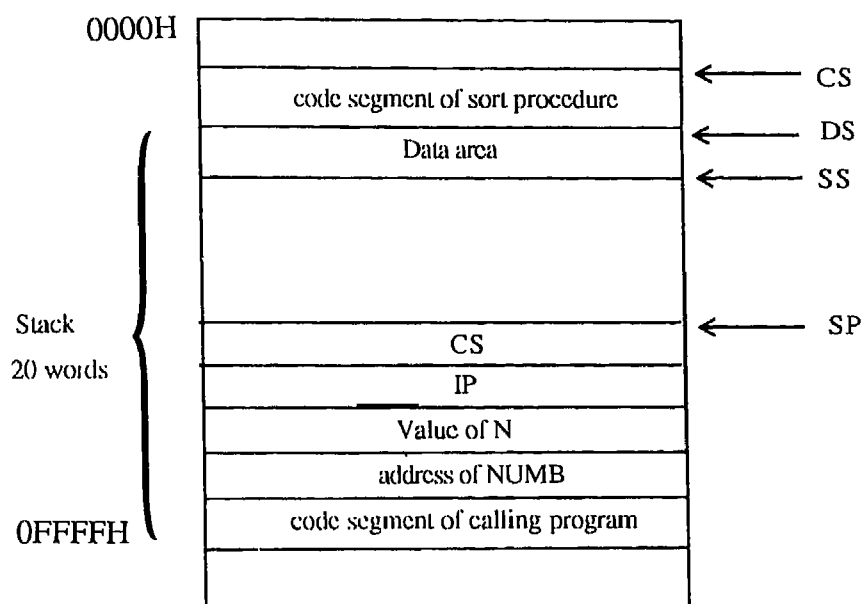 0000H
CS
code segment of sort procedure
DS
Data area
SS
SP
CS
Stack
20 words
IP
Value of N
address of NUMB
code segment of calling program
0FFFFH